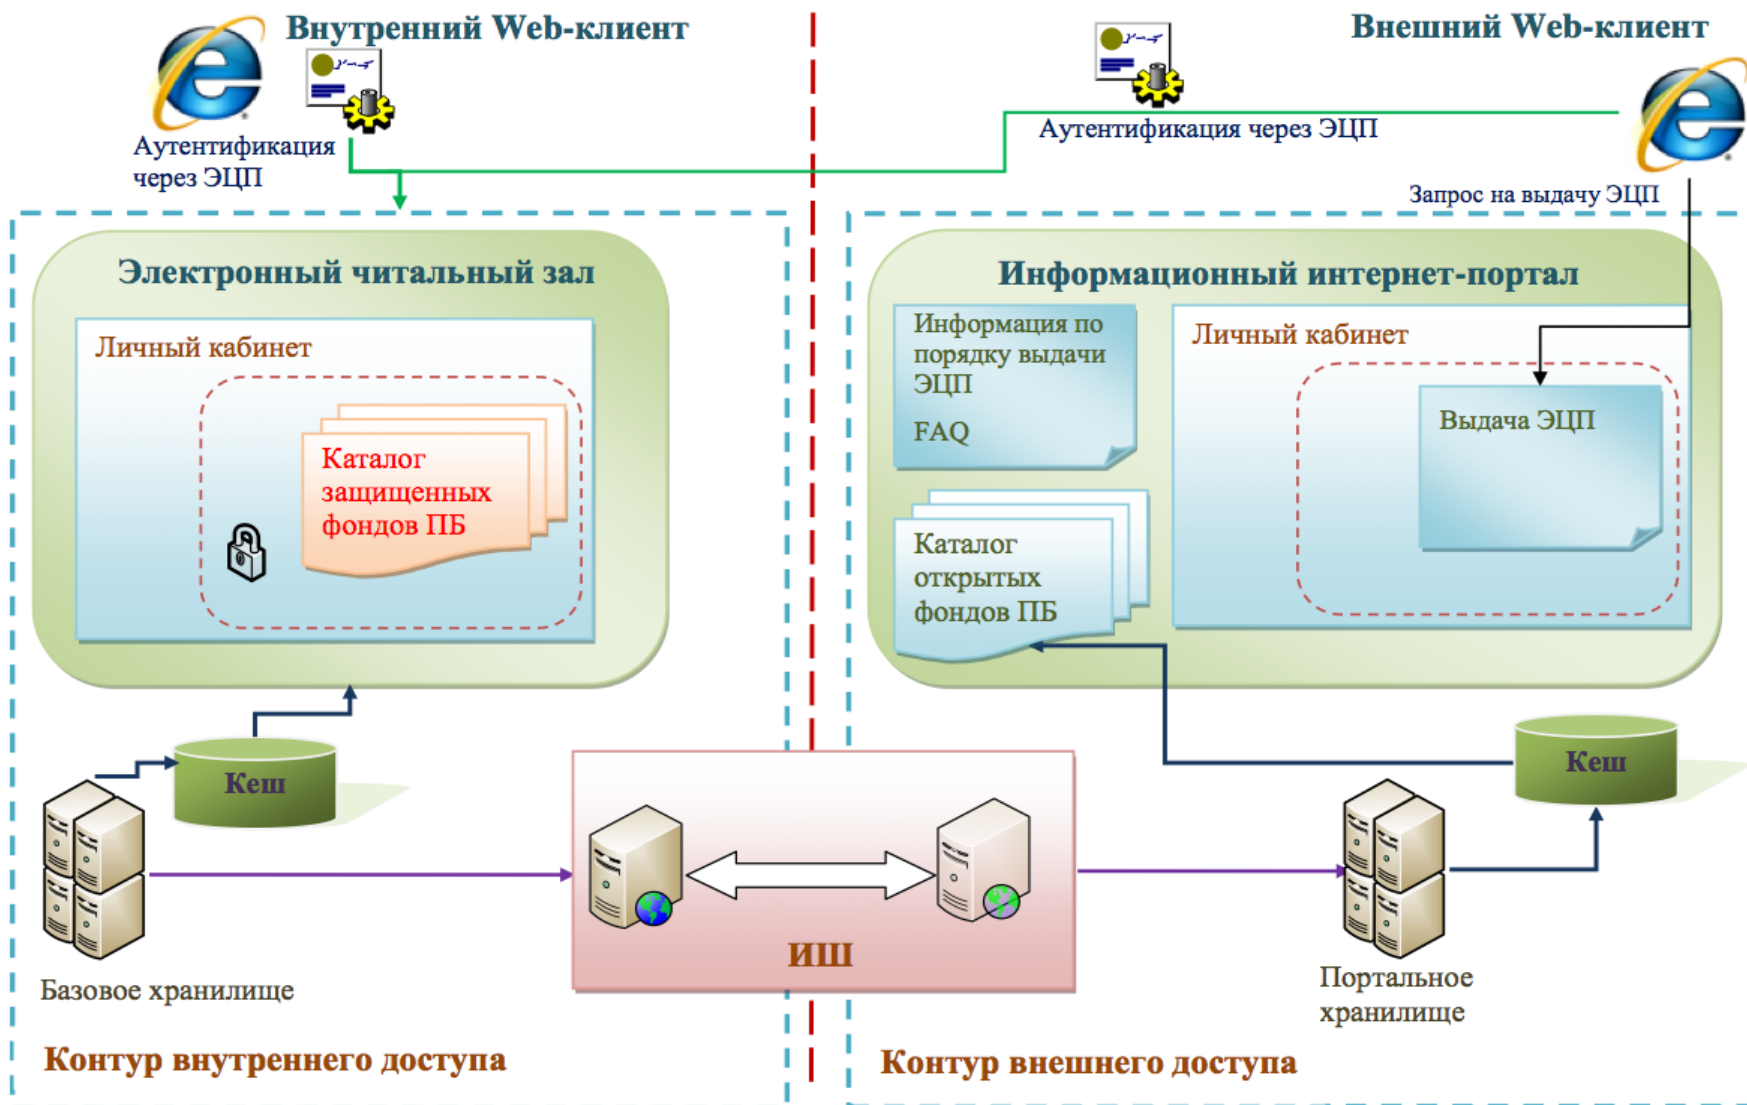 Внутренний Web-клиент
Внешний Web-клиент
Аутентификация
через ЭЦП
Аутентификация через ЭЦП
Запрос на выдачу ЭЦП
Электронный читальный зал
Личный кабинет
Каталог
защищенных
фондов ПБ
Информационный интернет-портал
Информация по
порядку выдачи
ЭЦП
FAQ
Личный кабинет
Выдача ЭЦП
Каталог
открытых
фондов ПБ
Кеш
Кеш
ИШ
Базовое хранилище
Портальное
хранилище
Контур внутреннего доступа
Контур внешнего доступа